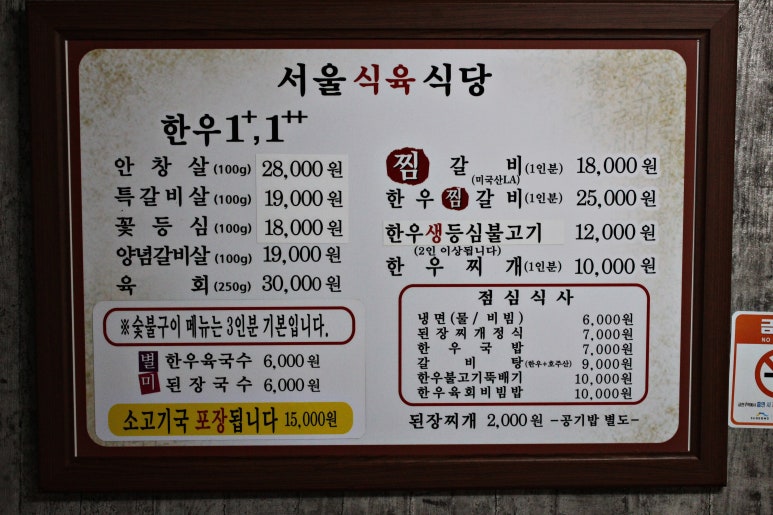 서울식육식당
한우1+,1++
안창살(100g) 28,000원
특갈비살(100g) 19,000원
꽃등심(100g) 18,000원
양념갈비살(100g) 19,000원
육회(250g) 30,000원
※숯불구이 메뉴는 3인분 기본입니다.
별미
한우육국수 6,000원
된장국수 6,000원
소고기국 포장됩니다 15,000원
찜갈비(1인분) 18,000원
(미국산LA)
한우찜갈비(1인분) 25,000원
한우생등심불고기 12,000원
(2인 이상됩니다)
한우찌개(1인분) 10,000원
점심식사
냉면(물/비빔) 6,000원
된장찌개정식 7,000원
한우국밥 7,000원
갈비탕(한우+호주산) 9,000원
한우불고기뚝배기 10,000원
한우육회비빔밥 10,000원
된장찌개 2,000원 -공기밥 별도-
금
NO